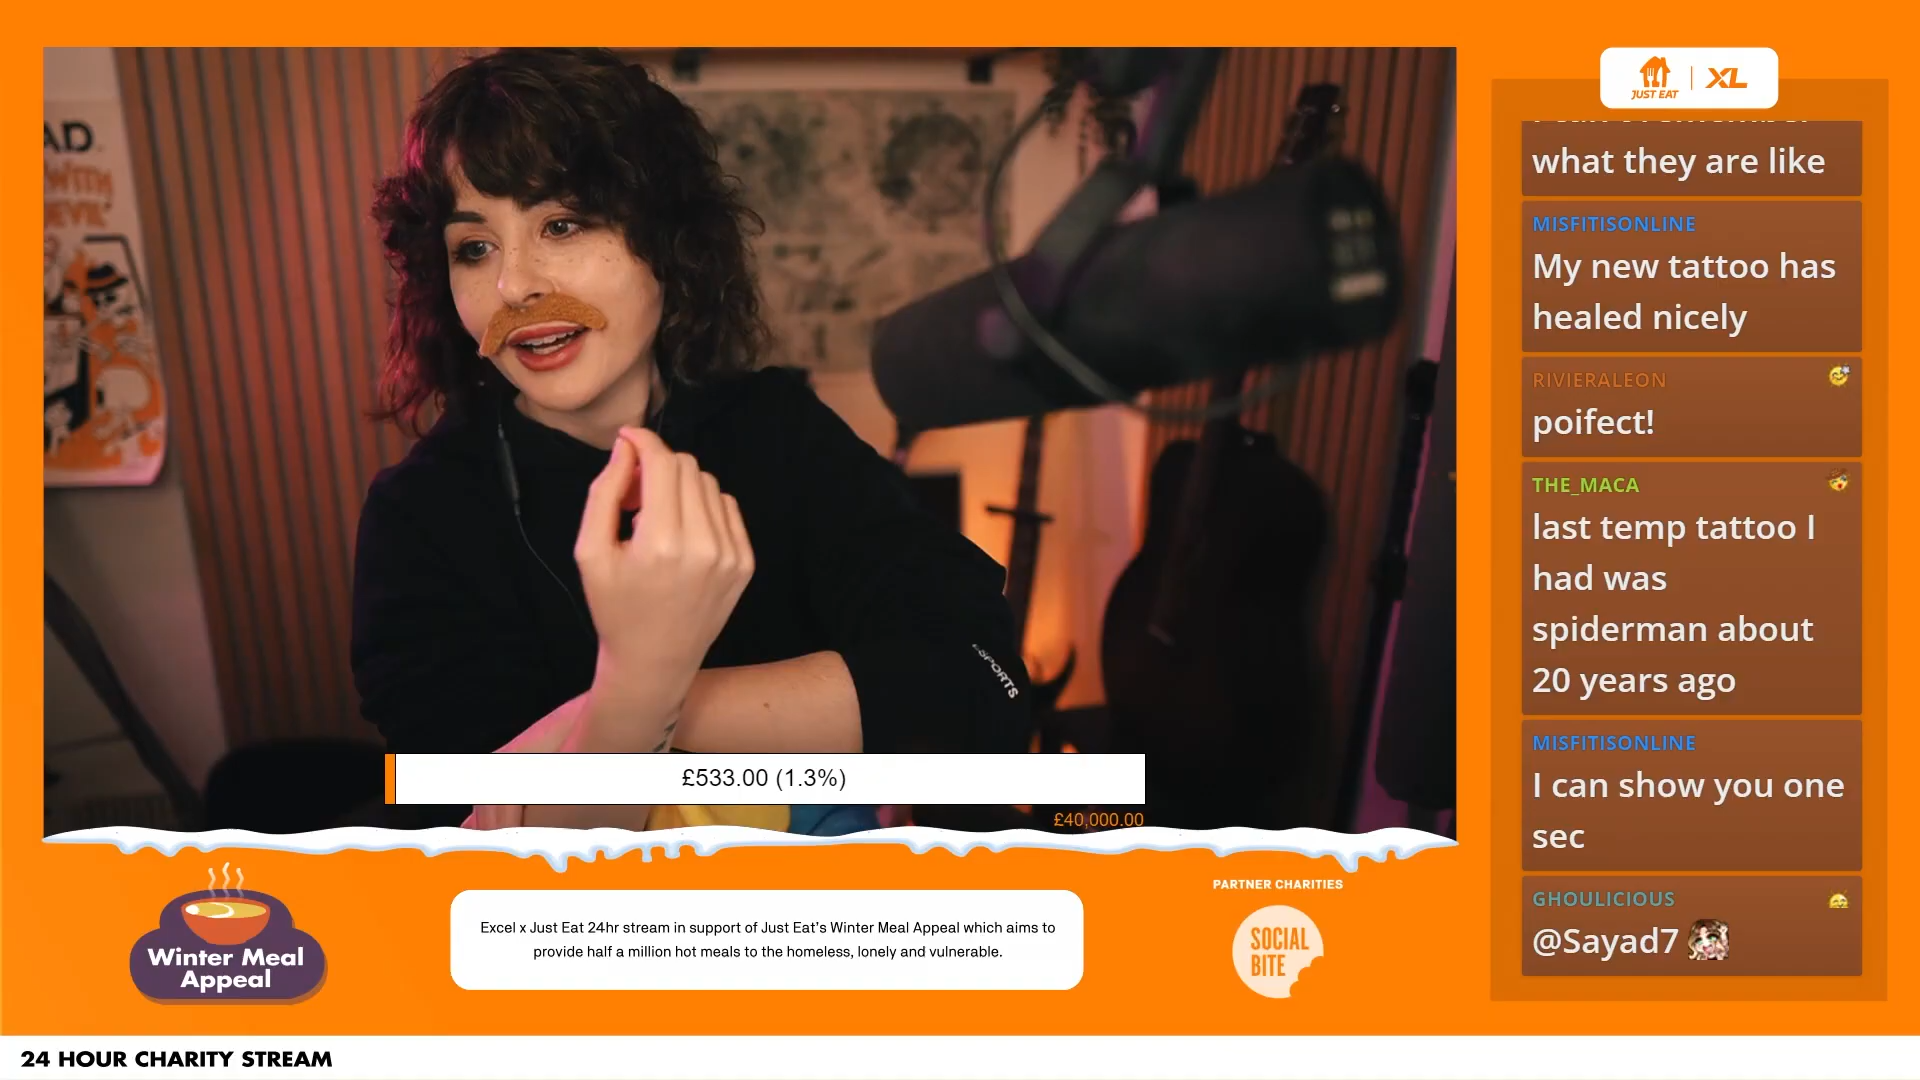 AD.
WITH
EVIL'
ESPORTS
£533.00 (1.3%)
£40,000.00
Winter Meal
Appeal
Excel x Just Eat 24hr stream in support of Just Eat's Winter Meal Appeal which aims to
provide half a million hot meals to the homeless, lonely and vulnerable.
PARTNER CHARITIES
SOCIAL
BITE
24 HOUR CHARITY STREAM
JUST EAT
XL
what they are like
MISFITISONLINE
My new tattoo has
healed nicely
RIVIERALEON
poifect!
THE_MACA
last temp tattoo I
had was
spiderman about
20 years ago
MISFITISONLINE
I can show you one
sec
GHOULICIOUS
@Sayad7